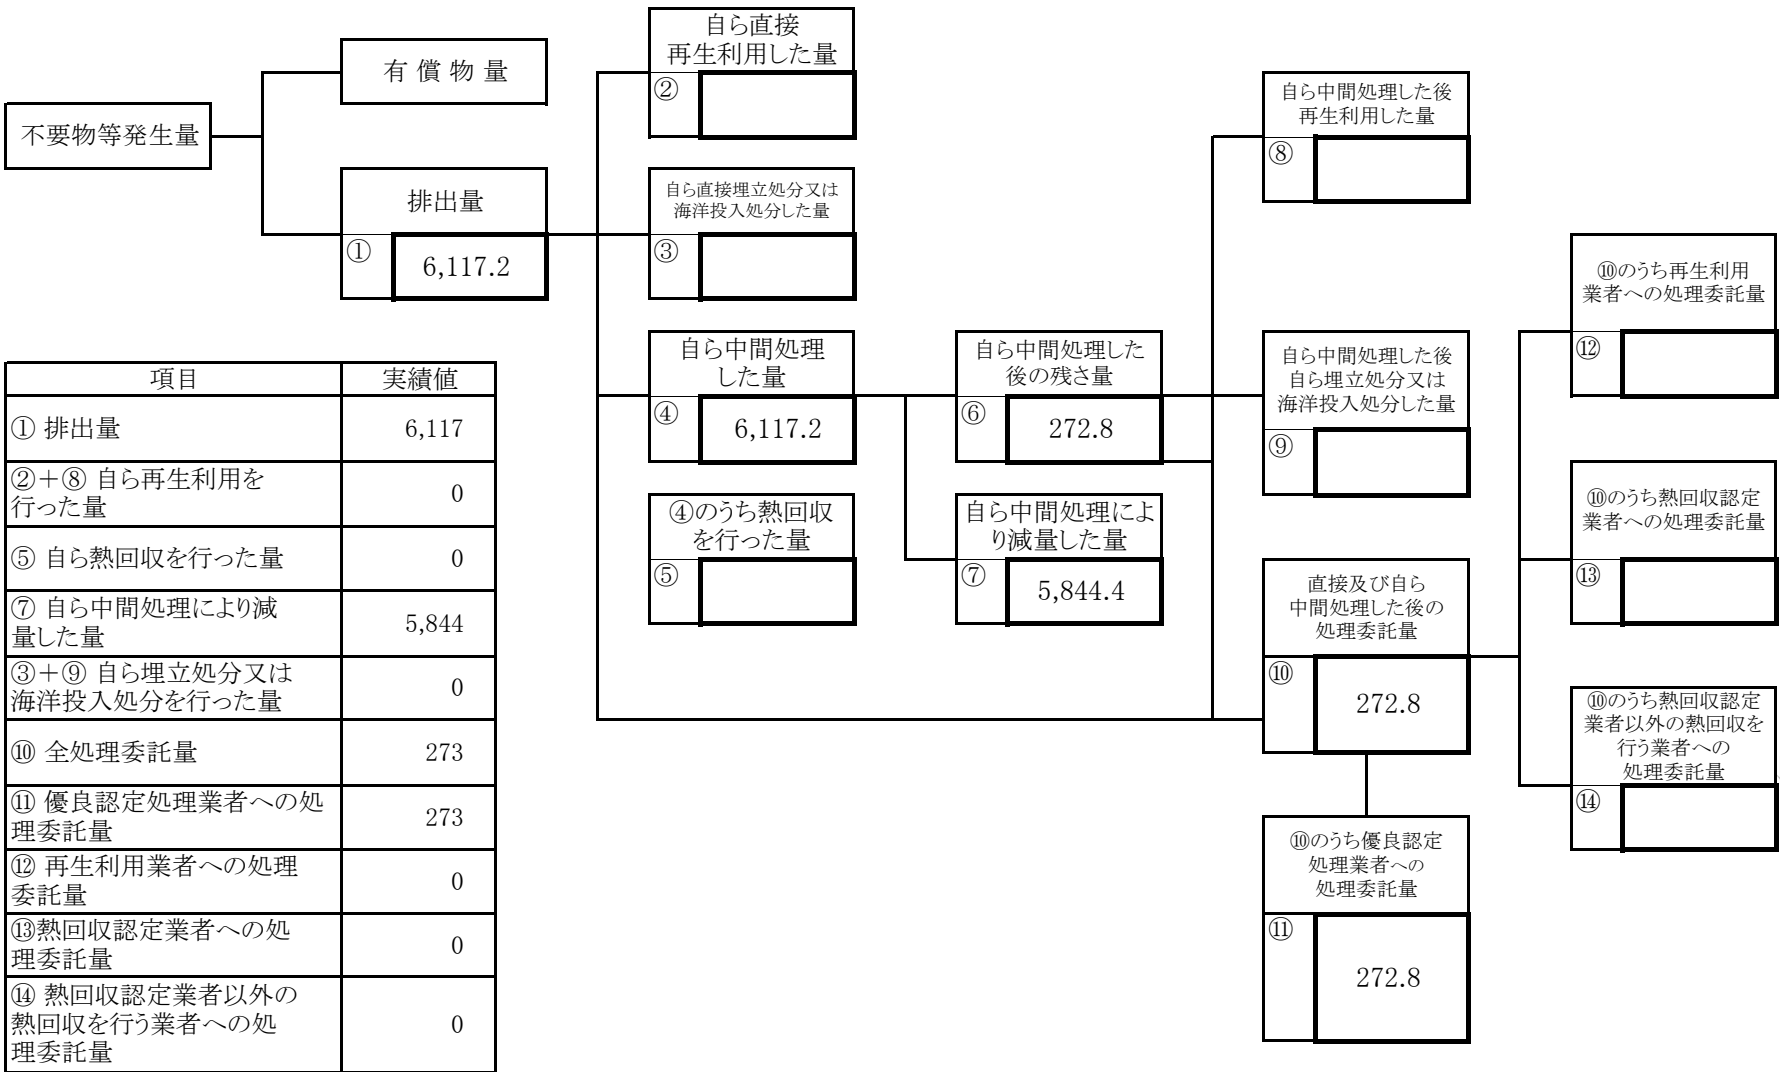 不要物等発生量
有 償 物 量
排出量
①
6,117.2
自ら直接
再生利用した量
②
自ら直接埋立処分又は
海洋投入処分した量
③
自ら中間処理
した量
④
6,117.2
④のうち熱回収
を行った量
⑤
自ら中間処理した
後の残さ量
⑥
272.8
自ら中間処理によ
り減量した量
⑦
5,844.4
自ら中間処理した後
再生利用した量
⑧
自ら中間処理した後
自ら埋立処分又は
海洋投入処分した量
⑨
直接及び自ら
中間処理した後の
処理委託量
⑩
272.8
⑩のうち優良認定
処理業者への
処理委託量
⑪
272.8
⑩のうち再生利用
業者への処理委託量
⑫
⑩のうち熱回収認定
業者への処理委託量
⑬
⑩のうち熱回収認定
業者以外の熱回収を
行う業者への
処理委託量
⑭
項目 実績値
① 排出量 6,117
②＋⑧ 自ら再生利用を
行った量 0
⑤ 自ら熱回収を行った量 0
⑦ 自ら中間処理により減
量した量 5,844
③＋⑨ 自ら埋立処分又は
海洋投入処分を行った量 0
⑩ 全処理委託量 273
⑪ 優良認定処理業者への処
理委託量 273
⑫ 再生利用業者への処理
委託量 0
⑬熱回収認定業者への処
理委託量 0
⑭ 熱回収認定業者以外の
熱回収を行う業者への処
理委託量 0